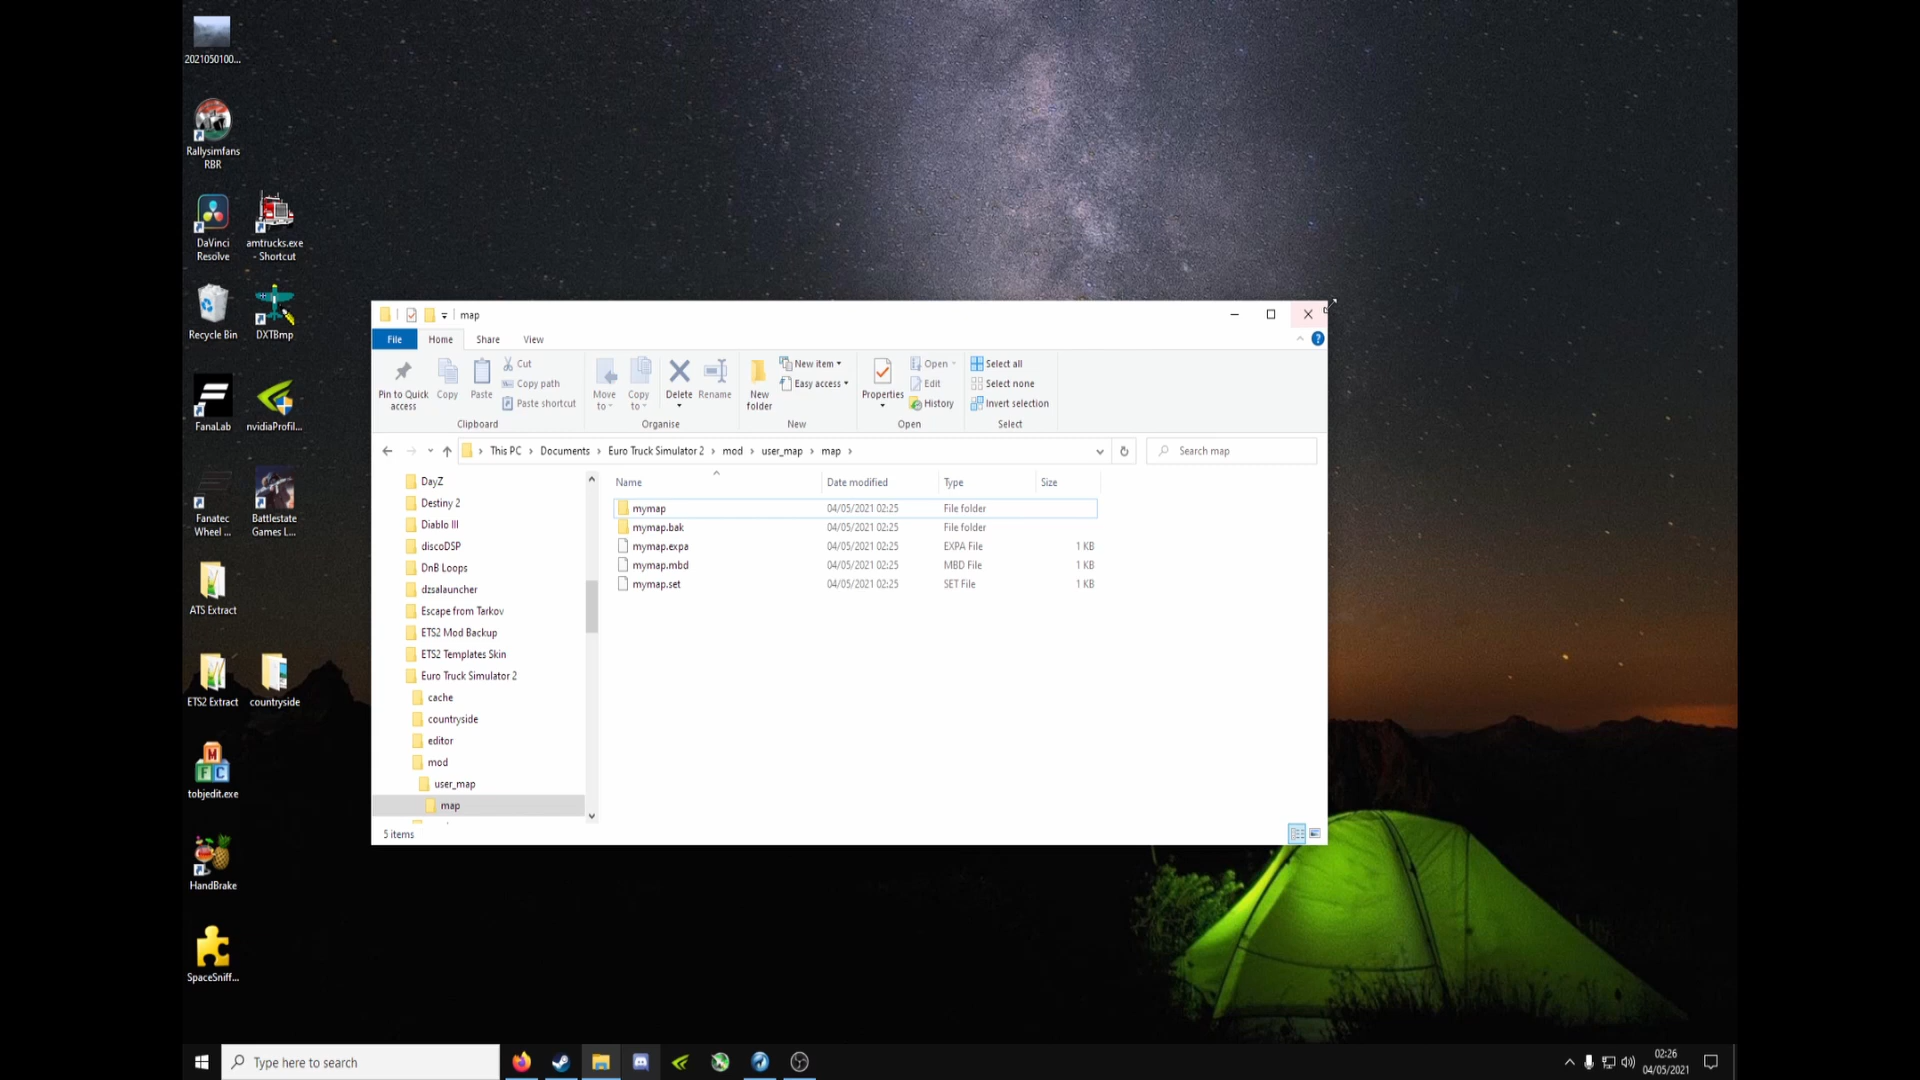 2021050100...
Rallysimfans
RBR
DaVinci
Resolve
amtrucks.exe
- Shortcut
Recycle Bin
DXTBmp
FanaLab
nvidiaProfil...
Fanatec
Wheel ...
Battlestate
Games L...
ATS Extract
ETS2 Extract
countryside
tobjedit.exe
HandBrake
SpaceSniff...
map
File
Home
Share
View
Pin to Quick
access
Copy
Paste
Cut
Copy path
Paste shortcut
Clipboard
Move
to
Copy
to
Delete
Rename
Organise
New
folder
New item
Easy access
New
Properties
Open
Edit
History
Open
Select all
Select none
Invert selection
Select
This PC > Documents > Euro Truck Simulator 2 > mod > user_map > map >
Search map
DayZ
Destiny 2
Diablo III
discoDSP
DnB Loops
dzsalauncher
Escape from Tarkov
ETS2 Mod Backup
ETS2 Templates Skin
Euro Truck Simulator 2
cache
countryside
editor
mod
user_map
map
Name Date modified Type Size
mymap 04/05/2021 02:25 File folder
mymap.bak 04/05/2021 02:25 File folder
mymap.expa 04/05/2021 02:25 EXPA File 1 KB
mymap.mbd 04/05/2021 02:25 MBD File 1 KB
mymap.set 04/05/2021 02:25 SET File 1 KB
5 items
Type here to search
02:26
04/05/2021